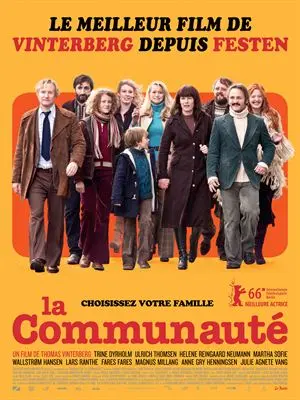 LE MEILLEUR FILM DE
VINTERBERG DEPUIS FESTEN
CHOISISSEZ VOTRE FAMILLE
66
MEILLEURE ACTRICE
la
Communauté
UN FILM DE THOMAS VINTERBERG TRINE DYRHOLM ULRICH THOMSEN HELENE REINGAARD NEUMANN MARTHA SOFIE
WALLSTRØM HANSEN LARS RANTHE FARES FARES MAGNUS MILLANG ANNE GRY HENNINGSEN JULIE AGNETE VANG